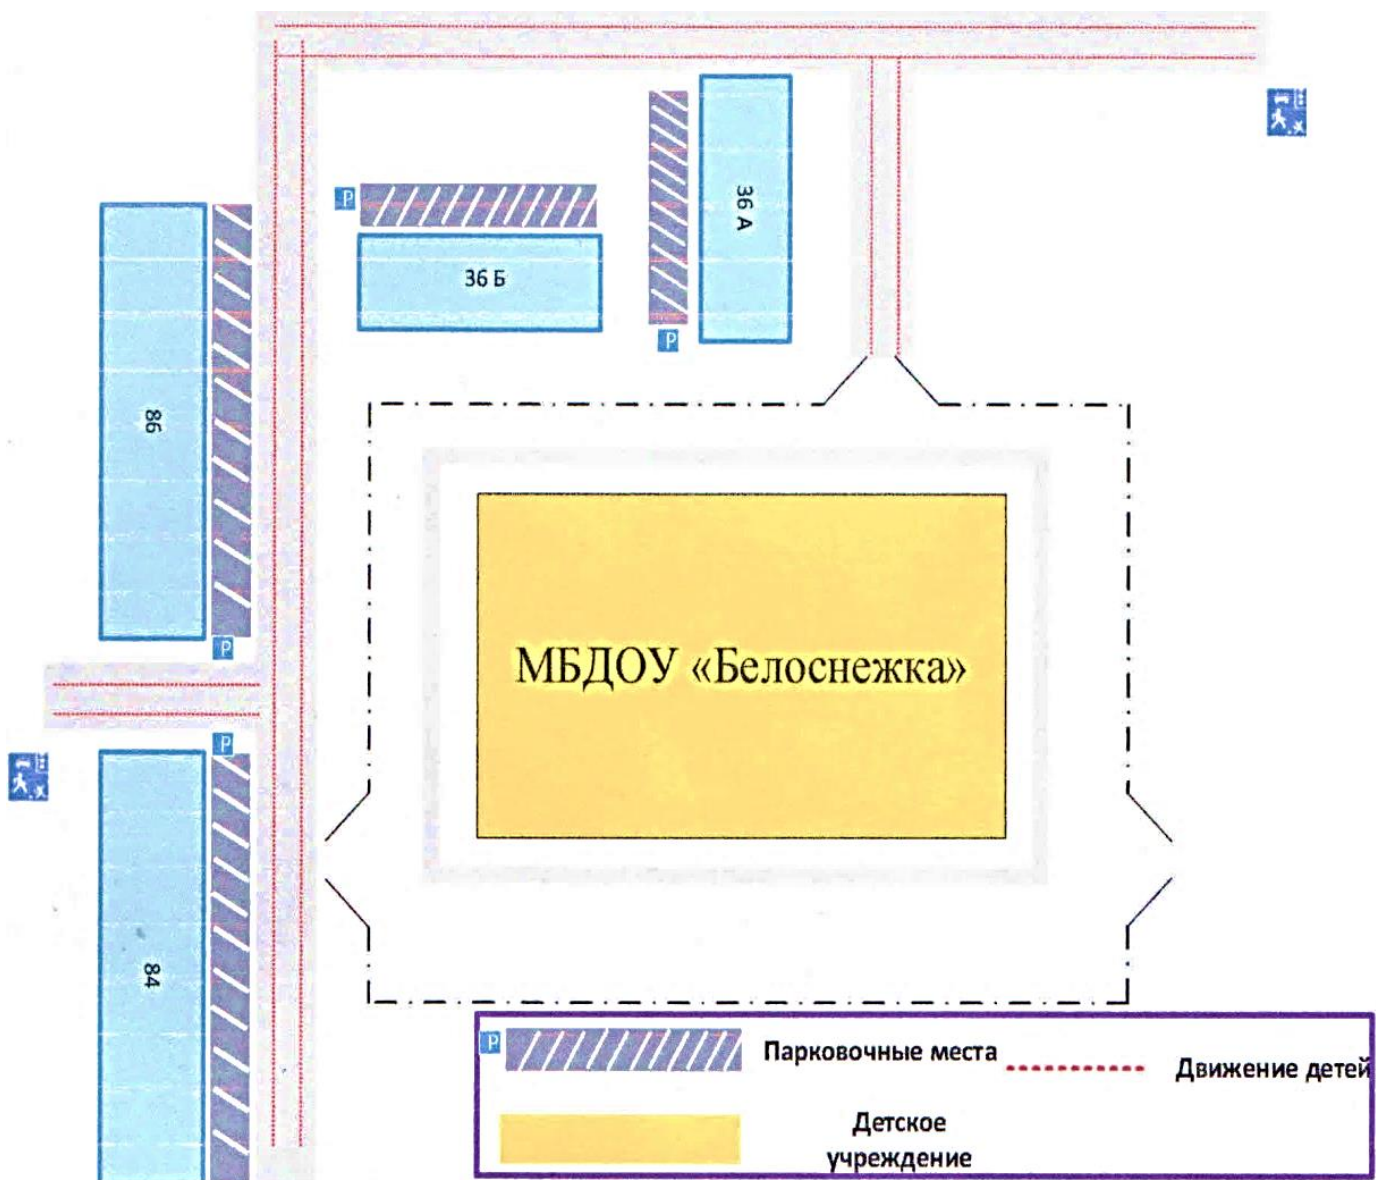 36 А
P
36 Б
P
86
P
МБДОУ «Белоснежка»
P
84
P
Парковочные места
Движение детей
Детское
учреждение